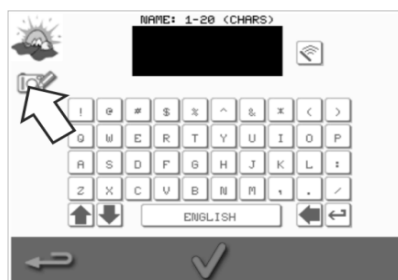 NAME: 1-20 (CHARS)
! @ # $ % ^ & * ( )
Q W E R T Y U I O P
A S D F G H J K L :
Z X C V B N M , . /
ENGLISH